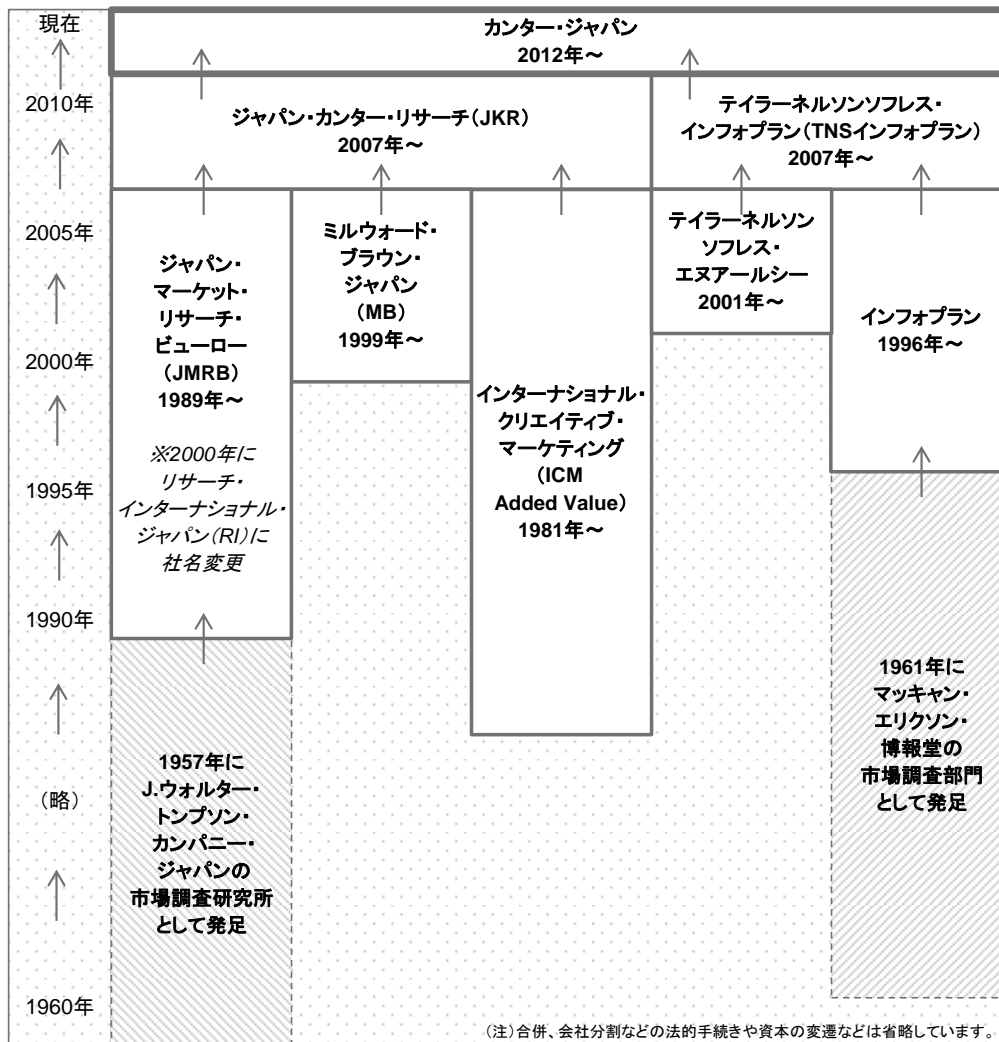 現在
カンター・ジャパン
2012年～
2010年
ジャパン・カンター・リサーチ(JKR)
2007年～
テイラーネルソンソフレス・
インフォプラン(TNSインフォプラン)
2007年～
2005年
ジャパン・
マーケット・
リサーチ・
ビューロー
(JMRB)
1989年～
※2000年に
リサーチ・
インターナショナル・
ジャパン(RI)に
社名変更
ミルウォード・
ブラウン・
ジャパン
(MB)
1999年～
インターナショナル・
クリエイティブ・
マーケティング
(ICM
Added Value)
1981年～
テイラーネルソン
ソフレス・
エヌアールシー
2001年～
インフォプラン
1996年～
2000年
1995年
1990年
(略)
1957年に
J.ウォルター・
トンプソン・
カンパニー・
ジャパンの
市場調査研究所
として発足
1961年に
マッキャン・
エリクソン・
博報堂の
市場調査部門
として発足
1960年
(注)合併、会社分割などの法的手続きや資本の変遷などは省略しています。